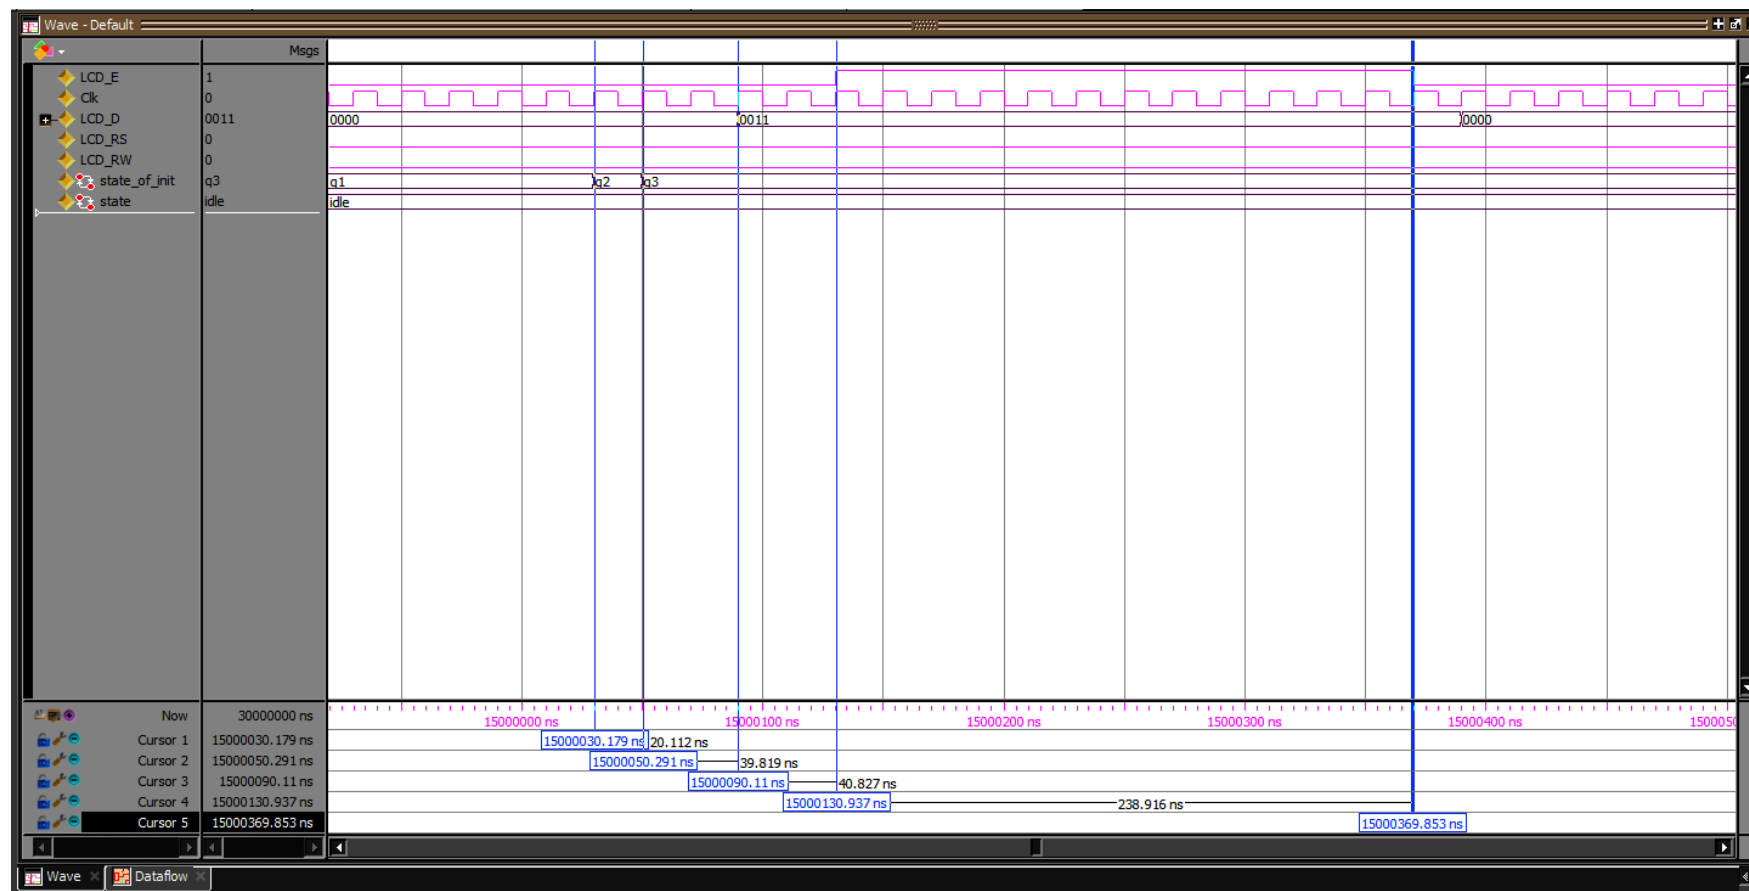 Wave - Default
Msgs
LCD_E 1
Clk 0
LCD_D 0011 0000 0011 0000
LCD_RS 0
LCD_RW 0
state_of_init q3 q1 q2 q3
state idle idle
Now 30000000 ns 15000000 ns 15000100 ns 15000200 ns 15000300 ns 15000400 ns 1500050
Cursor 1 15000030.179 ns 15000030.179 ns 20.112 ns
Cursor 2 15000050.291 ns 15000050.291 ns 39.819 ns
Cursor 3 15000090.11 ns 15000090.11 ns 40.827 ns
Cursor 4 15000130.937 ns 15000130.937 ns 238.916 ns
Cursor 5 15000369.853 ns 15000369.853 ns
Wave Dataflow